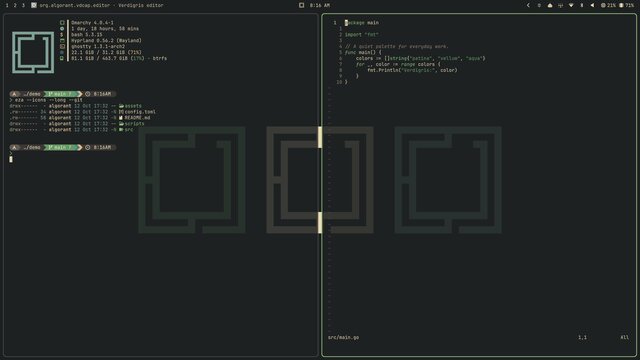 1 2 3 org.algorant.vdcap.editor - Verdigris editor
8:16 AM
8 21% 71%
Omarchy 4.0.4-1
1 day, 18 hours, 58 mins
bash 5.3.15
Hyprland 0.56.2 (Wayland)
ghostty 1.3.1-arch2
22.1 GiB / 31.2 GiB (71%)
81.1 GiB / 463.7 GiB (17%) - btrfs
…/demo main ? 8:16AM
> eza --icons --long --git
drwx------ - algorant 12 Oct 17:32 -- assets
.rw------- 34 algorant 12 Oct 17:32 -N config.toml
.rw------- 56 algorant 12 Oct 17:32 -N README.md
drwx------ - algorant 12 Oct 17:32 -- scripts
drwx------ - algorant 12 Oct 17:32 -N src
…/demo main ? 8:16AM
>
1 package main
1
2 import "fmt"
3
4 // A quiet palette for everyday work.
5 func main() {
6 colors := []string{"patina", "vellum", "aqua"}
7 for _, color := range colors {
8 fmt.Println("Verdigris:", color)
9 }
10 }
src/main.go 1,1 All